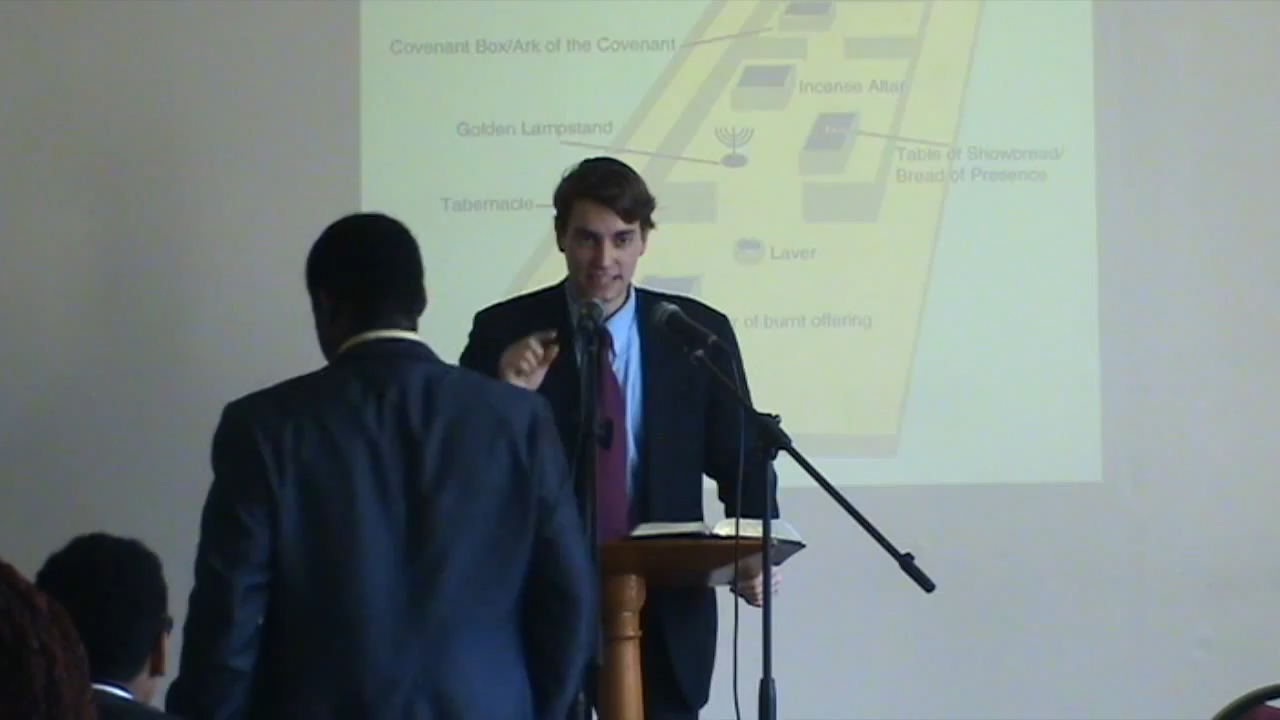 Covenant Box/Ark of the Covenant
Incense Altar
Golden Lampstand
Table of Showbread/
Bread of Presence
Tabernacle
Laver
of burnt offering